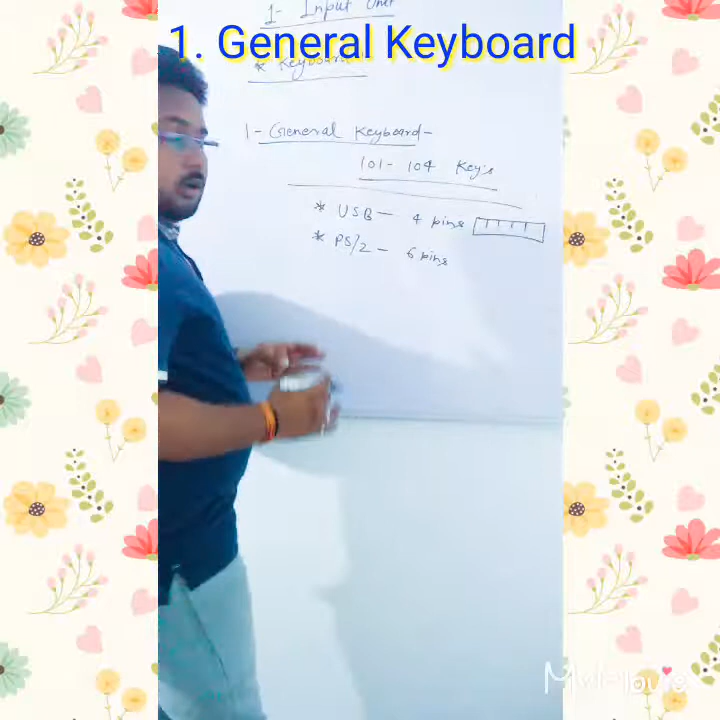 1- Input Unit
1. General Keyboard
* Keyboard
1- General Keyboard-
101- 104 Key's
* USB- 4 pins
* PS/2 - 6 pins